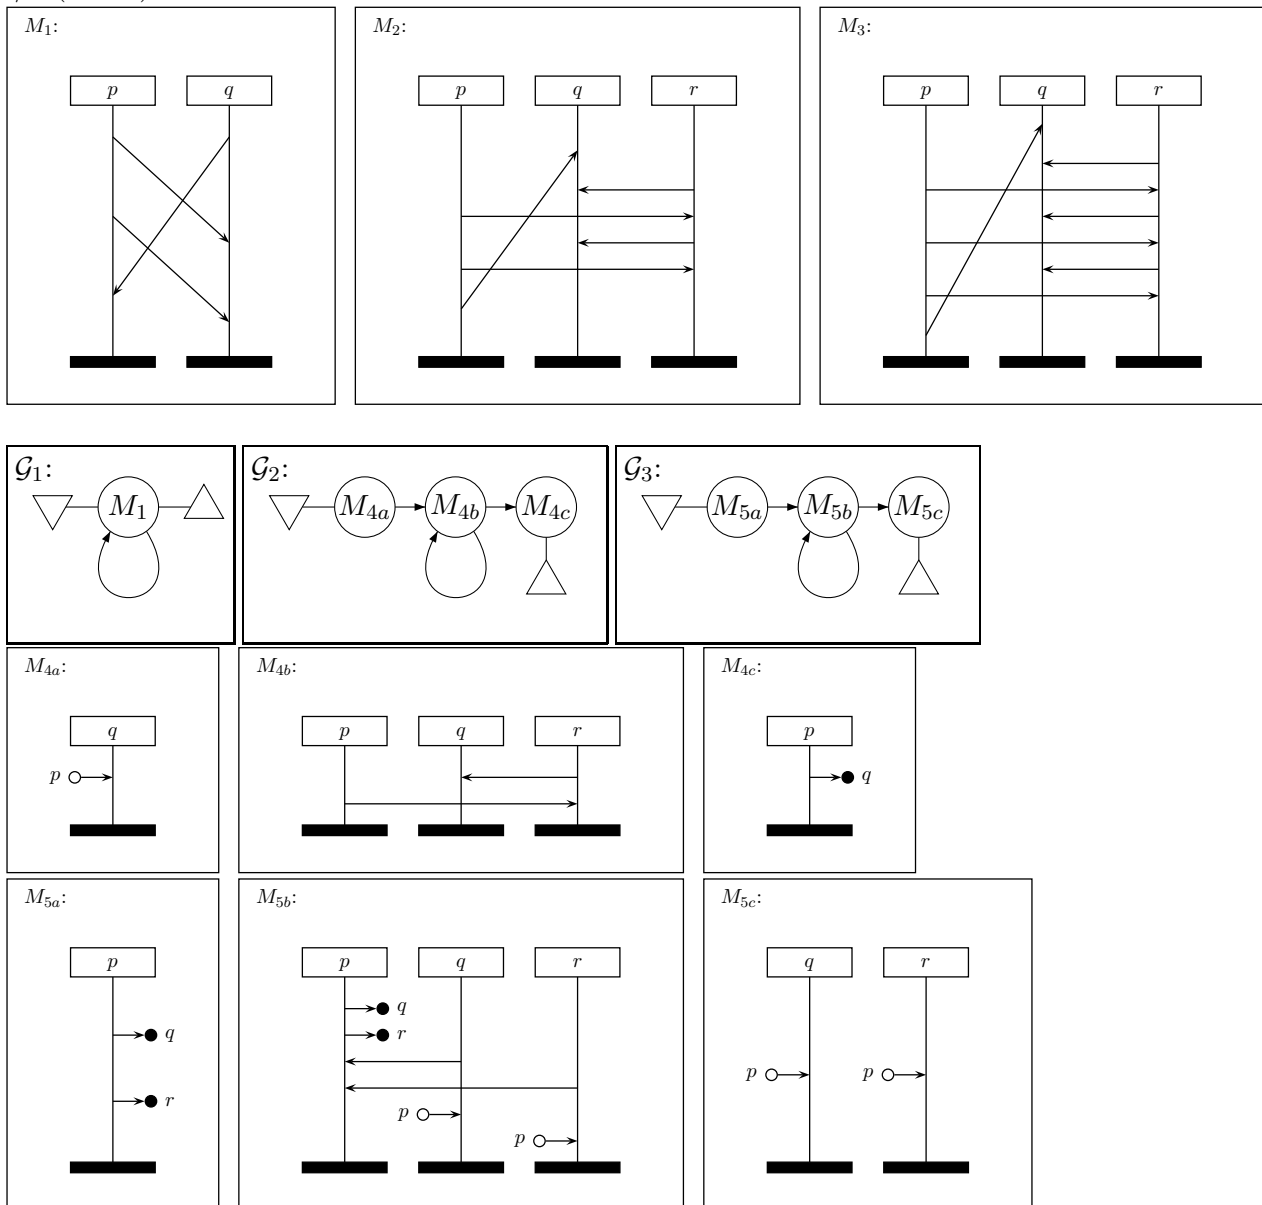 M₁: M₂: M₃:
p q p q r p q r
𝒢₁: 𝒢₂: 𝒢₃:
M₁ M₄ₐ M₄b M₄c M₅ₐ M₅b M₅c
M₄ₐ: M₄b: M₄c:
q p q r p
p q
M₅ₐ: M₅b: M₅c:
p p q r q r
q
q
r
p p
r
p
p